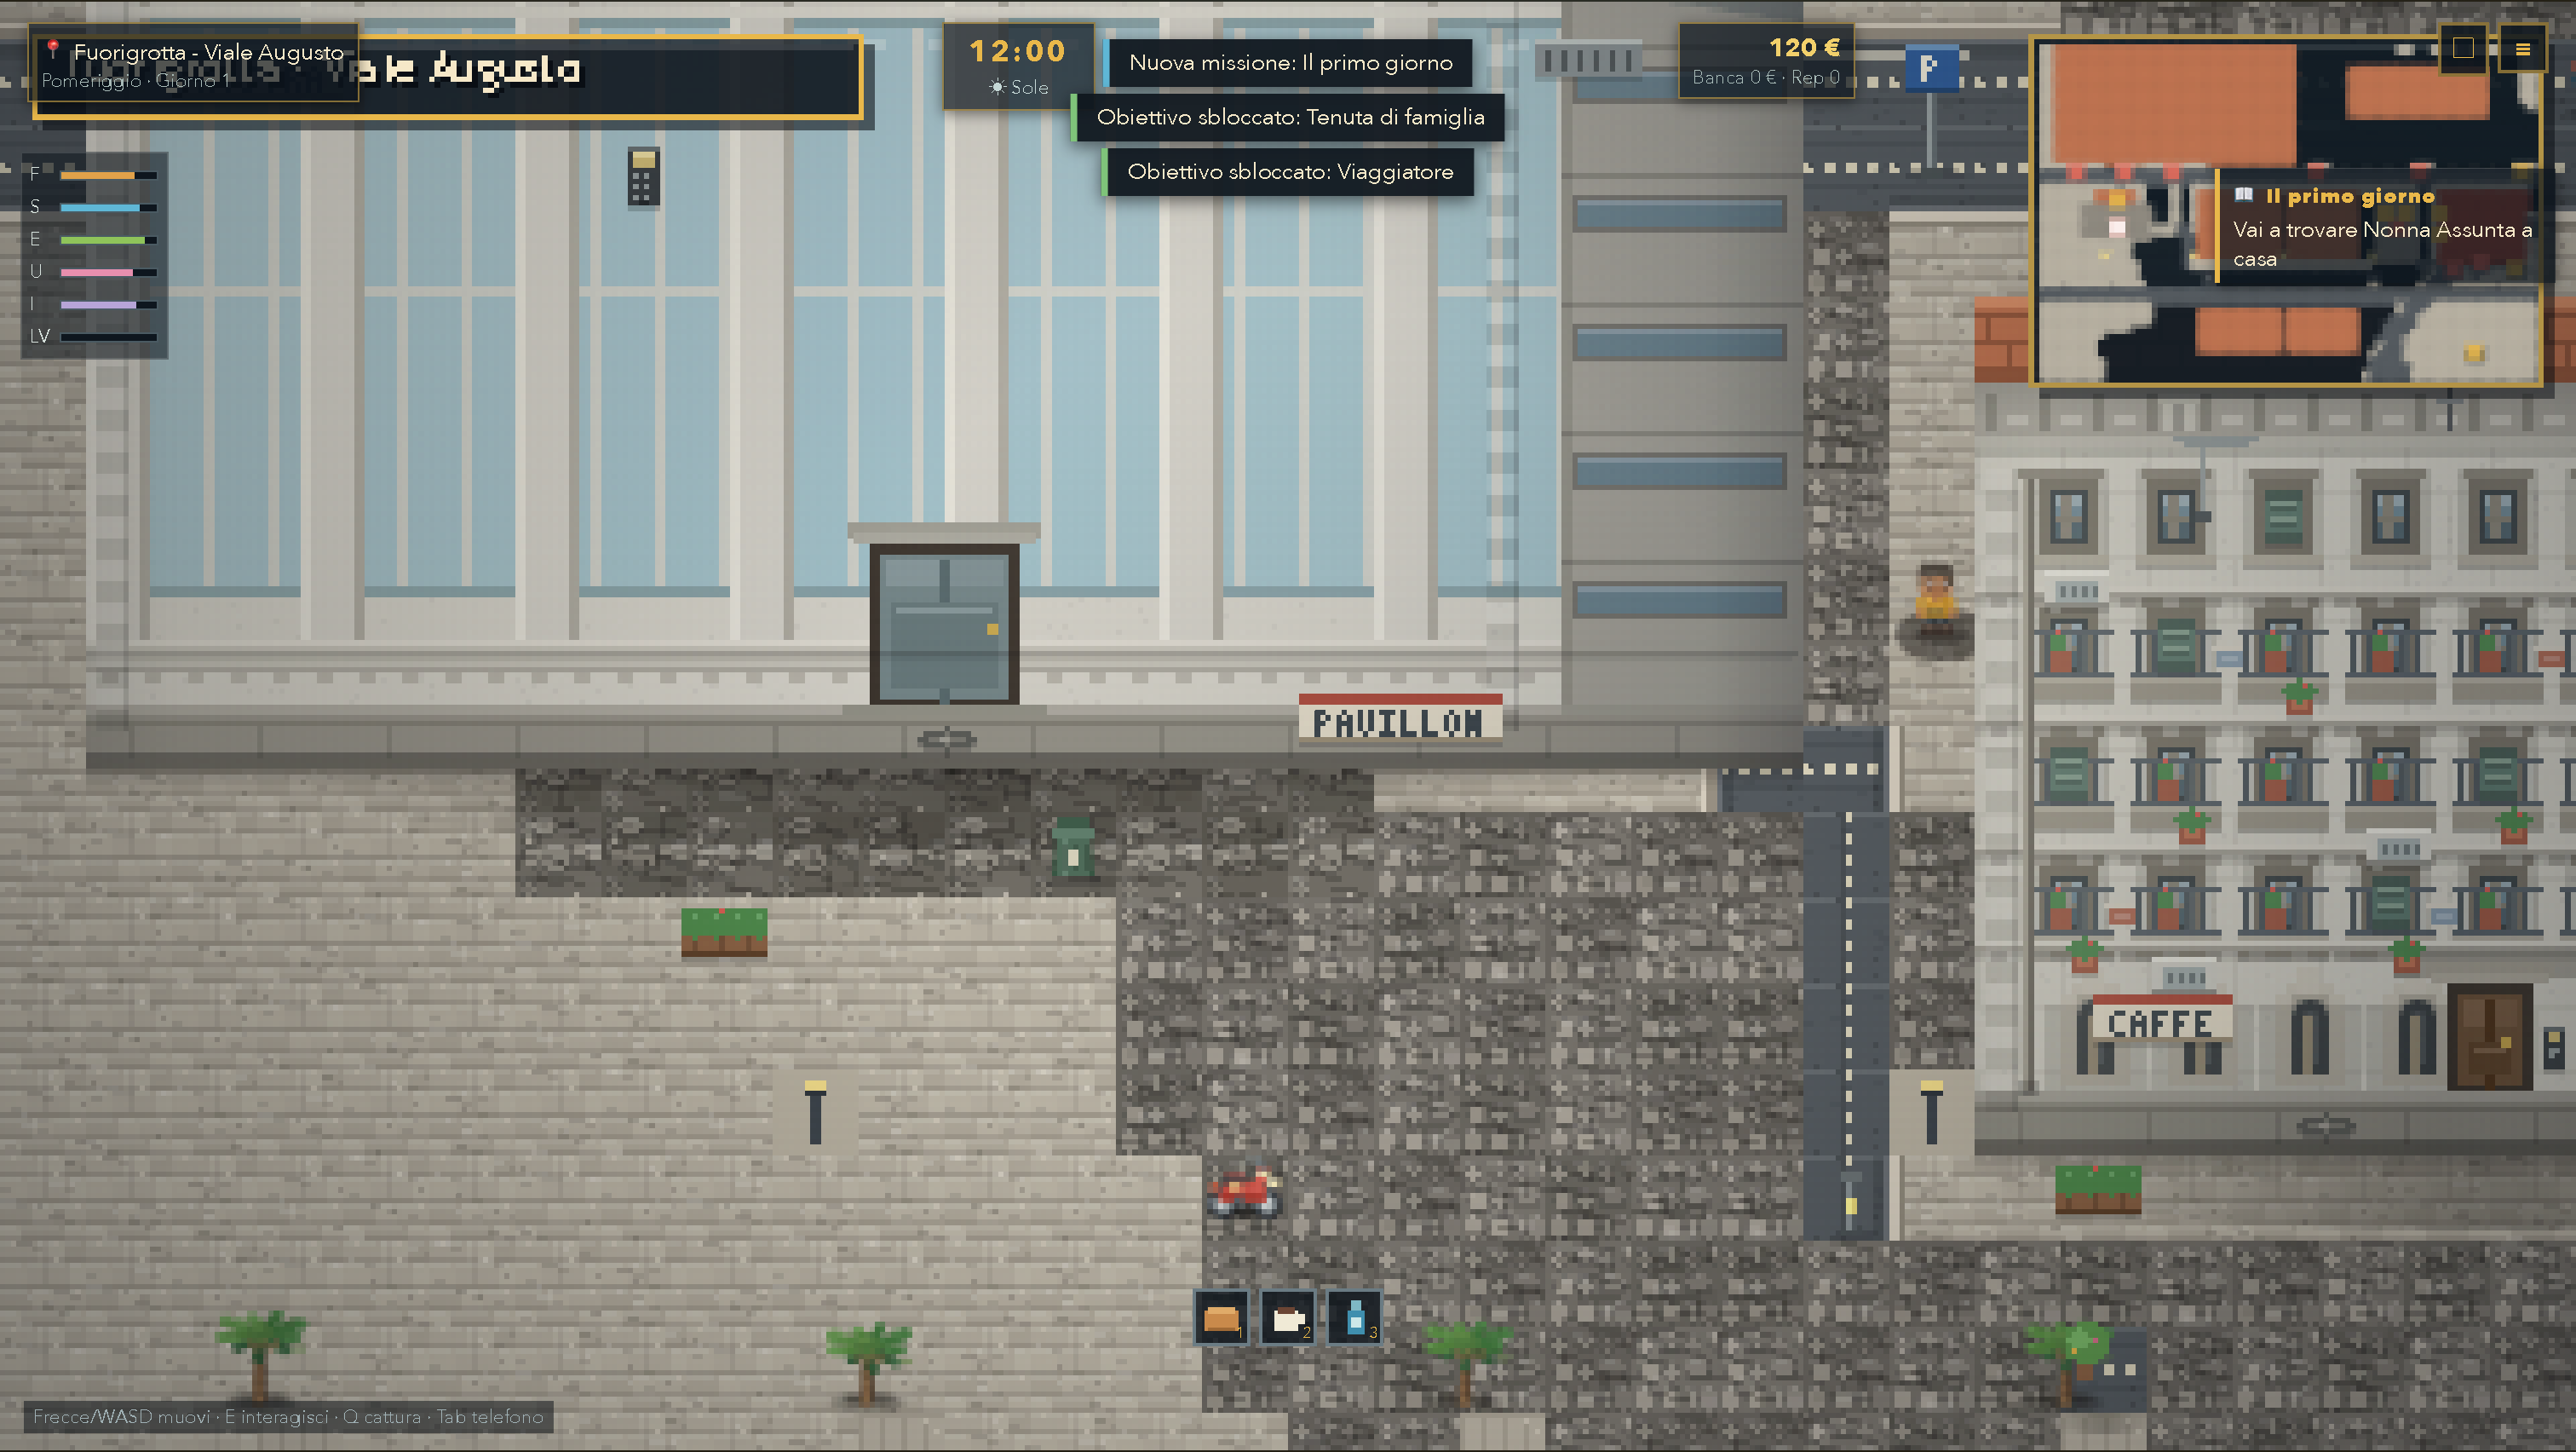 Fuorigrotta - Viale Augusto
Pomeriggio · Giorno 1
Viale Augusto
12:00
Sole
Nuova missione: Il primo giorno
Obiettivo sbloccato: Tenuta di famiglia
Obiettivo sbloccato: Viaggiatore
120 €
Banca 0 € · Rep 0
P
Il primo giorno
Vai a trovare Nonna Assunta a
casa
F
S
E
U
I
LV
PAVILLON
CAFFE
1
2
3
Frecce/WASD muovi · E interagisci · Q cattura · Tab telefono